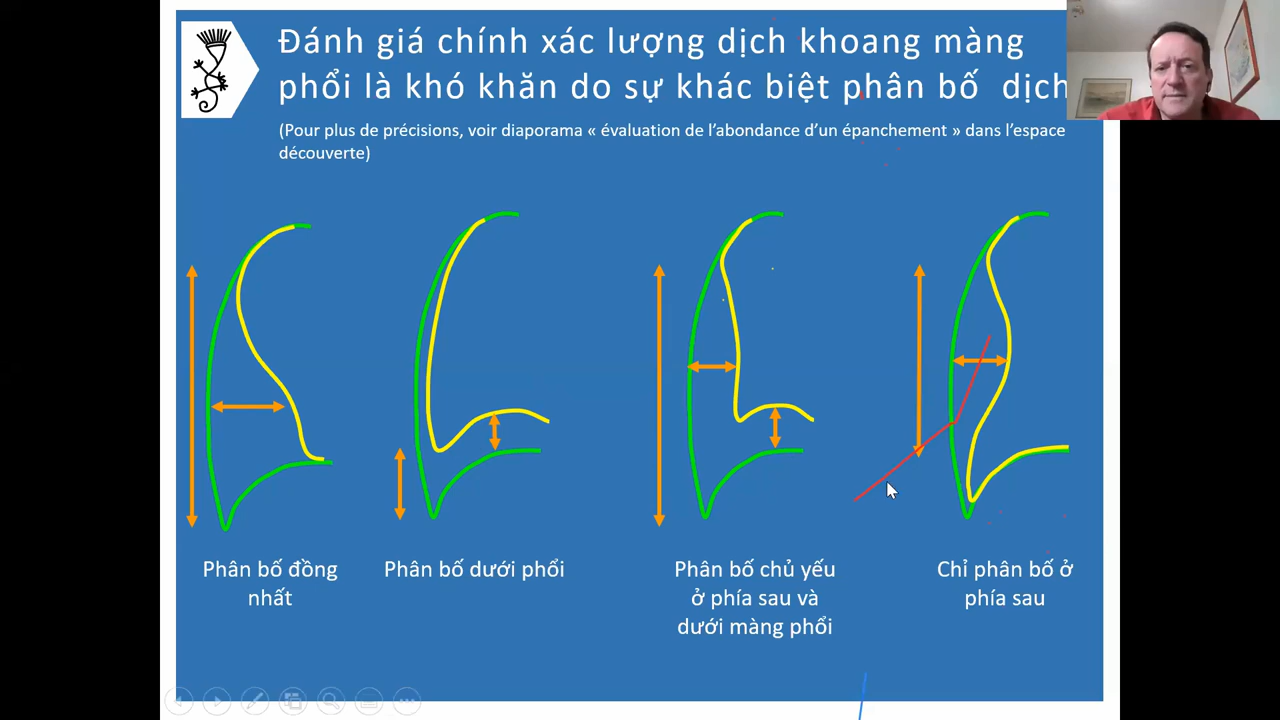 Đánh giá chính xác lượng dịch khoang màng
phổi là khó khăn do sự khác biệt phân bố dịch
(Pour plus de précisions, voir diaporama « évaluation de l'abondance d'un épanchement » dans l'espace
découverte)
Phân bố đồng
nhất
Phân bố dưới phổi
Phân bố chủ yếu
ở phía sau và
dưới màng phổi
Chỉ phân bố ở
phía sau